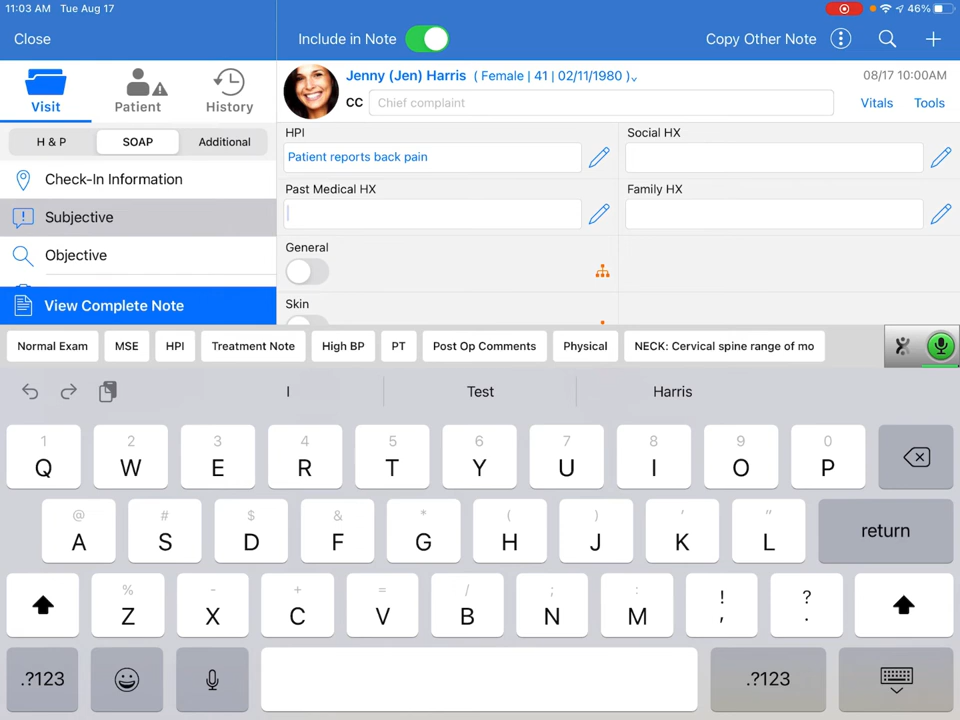 11:03 AM Tue Aug 17 46%
Close Include in Note Copy Other Note
Visit Patient History
Jenny (Jen) Harris ( Female | 41 | 02/11/1980 ) 08/17 10:00AM
CC Chief complaint Vitals Tools
H & P SOAP Additional
HPI Social HX
Patient reports back pain
Check-In Information
Past Medical HX Family HX
Subjective
General
Objective
Skin
View Complete Note
Normal Exam MSE HPI Treatment Note High BP PT Post Op Comments Physical NECK: Cervical spine range of mo
I Test Harris
1 2 3 4 5 6 7 8 9 0
Q W E R T Y U I O P
@ # $ & * ( ) ' "
A S D F G H J K L return
% - + = / ; : ! ?
Z X C V B N M , .
.?123 .?123